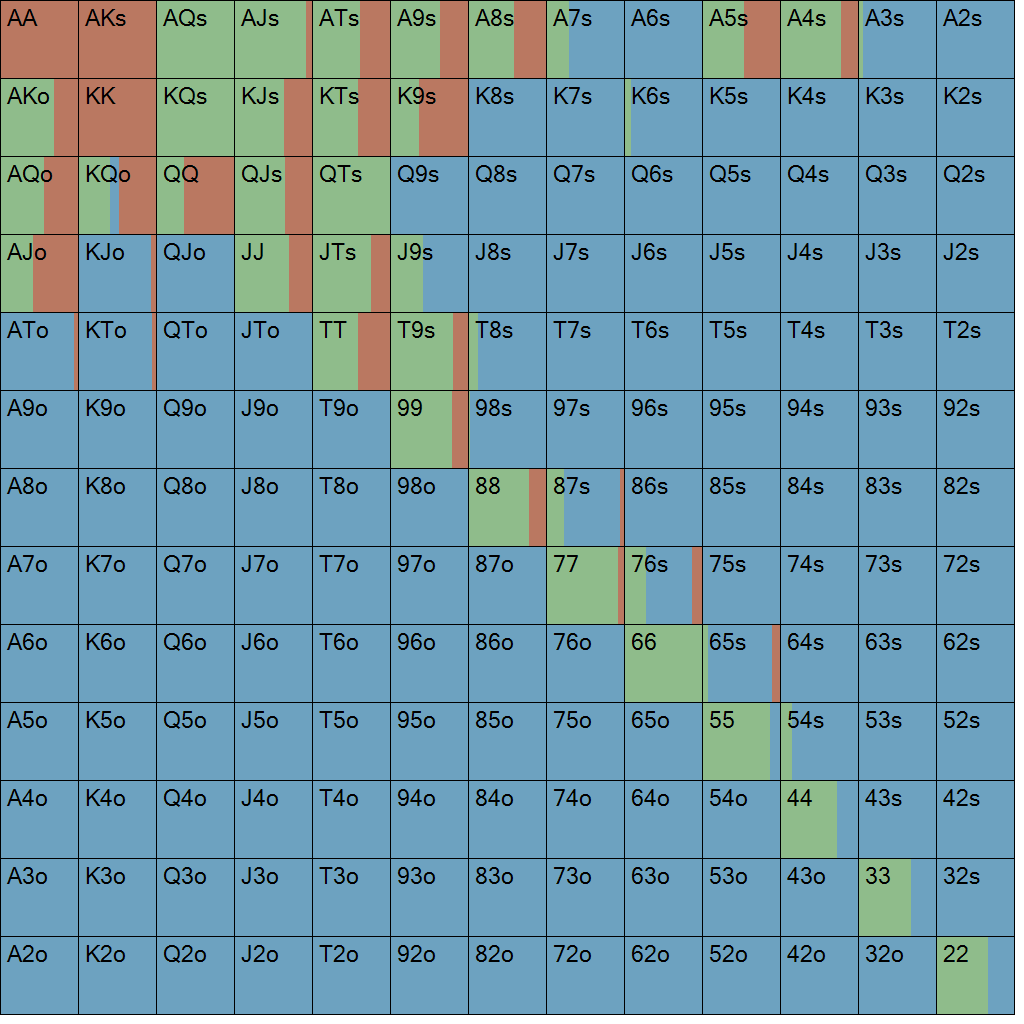 AA AKs AQs AJs ATs A9s A8s A7s A6s A5s A4s A3s A2s
AKo KK KQs KJs KTs K9s K8s K7s K6s K5s K4s K3s K2s
AQo KQo QQ QJs QTs Q9s Q8s Q7s Q6s Q5s Q4s Q3s Q2s
AJo KJo QJo JJ JTs J9s J8s J7s J6s J5s J4s J3s J2s
ATo KTo QTo JTo TT T9s T8s T7s T6s T5s T4s T3s T2s
A9o K9o Q9o J9o T9o 99 98s 97s 96s 95s 94s 93s 92s
A8o K8o Q8o J8o T8o 98o 88 87s 86s 85s 84s 83s 82s
A7o K7o Q7o J7o T7o 97o 87o 77 76s 75s 74s 73s 72s
A6o K6o Q6o J6o T6o 96o 86o 76o 66 65s 64s 63s 62s
A5o K5o Q5o J5o T5o 95o 85o 75o 65o 55 54s 53s 52s
A4o K4o Q4o J4o T4o 94o 84o 74o 64o 54o 44 43s 42s
A3o K3o Q3o J3o T3o 93o 83o 73o 63o 53o 43o 33 32s
A2o K2o Q2o J2o T2o 92o 82o 72o 62o 52o 42o 32o 22